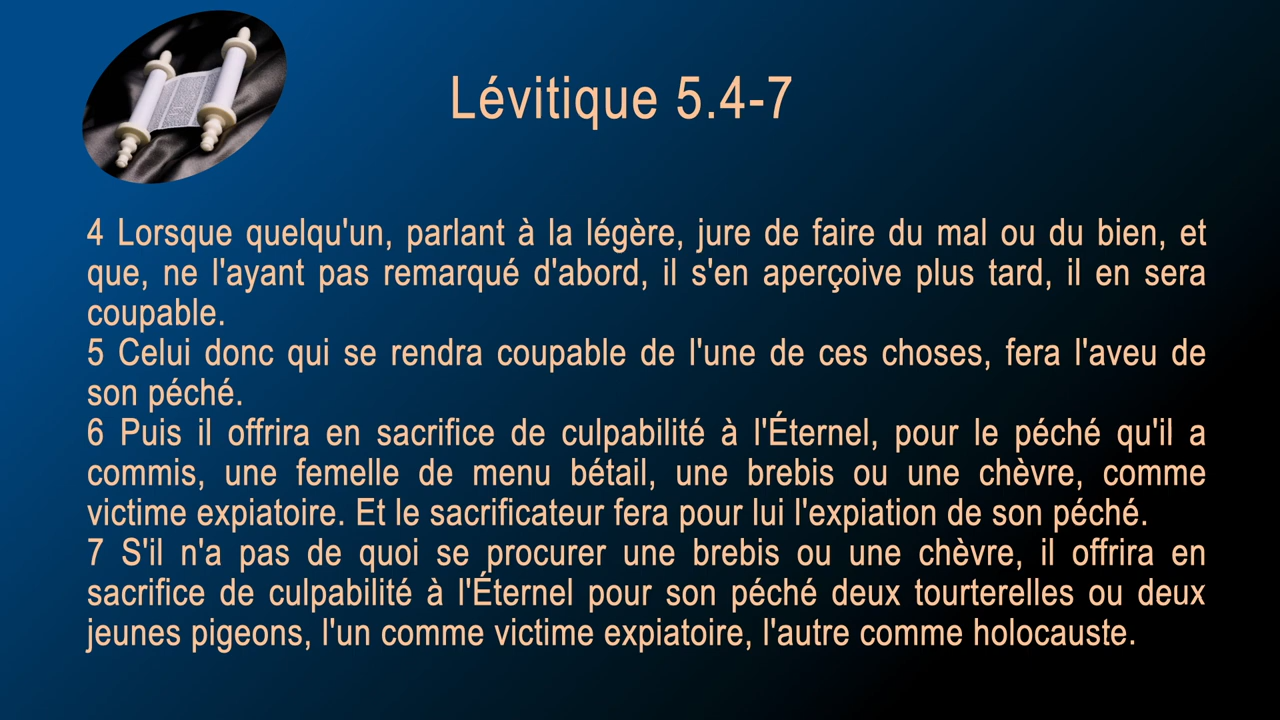 Lévitique 5.4-7
4 Lorsque quelqu'un, parlant à la légère, jure de faire du mal ou du bien, et
que, ne l'ayant pas remarqué d'abord, il s'en aperçoive plus tard, il en sera
coupable.
5 Celui donc qui se rendra coupable de l'une de ces choses, fera l'aveu de
son péché.
6 Puis il offrira en sacrifice de culpabilité à l'Éternel, pour le péché qu'il a
commis, une femelle de menu bétail, une brebis ou une chèvre, comme
victime expiatoire. Et le sacrificateur fera pour lui l'expiation de son péché.
7 S'il n'a pas de quoi se procurer une brebis ou une chèvre, il offrira en
sacrifice de culpabilité à l'Éternel pour son péché deux tourterelles ou deux
jeunes pigeons, l'un comme victime expiatoire, l'autre comme holocauste.